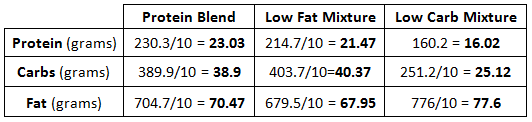 Protein Blend Low Fat Mixture Low Carb Mixture
Protein (grams) 230.3/10 = 23.03 214.7/10 = 21.47 160.2 = 16.02
Carbs (grams) 389.9/10 = 38.9 403.7/10=40.37 251.2/10 = 25.12
Fat (grams) 704.7/10 = 70.47 679.5/10 = 67.95 776/10 = 77.6